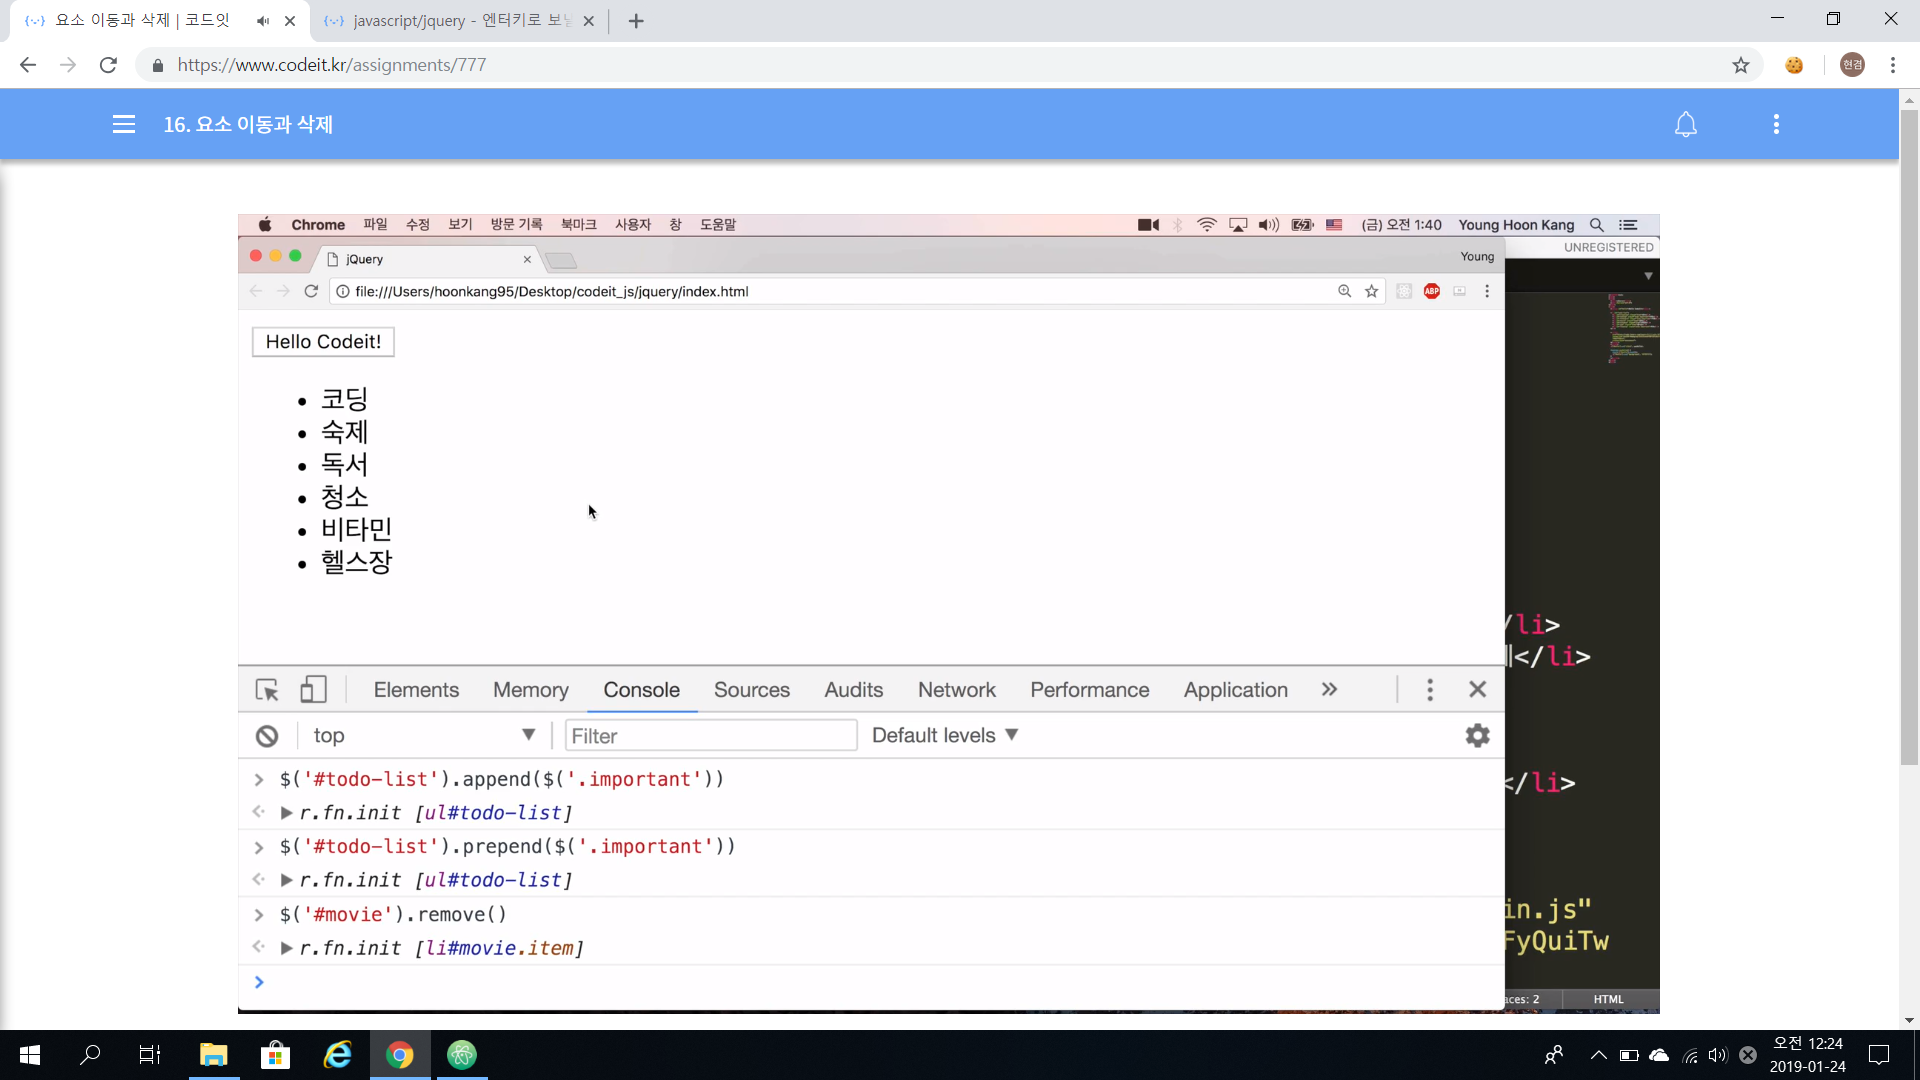 요소 이동과 삭제 | 코드잇
javascript/jquery - 엔터키로 보낼
https://www.codeit.kr/assignments/777
현겸
16. 요소 이동과 삭제
Chrome 파일 수정 보기 방문 기록 북마크 사용자 창 도움말
(금) 오전 1:40 Young Hoon Kang
UNREGISTERED
jQuery
Young
file:///Users/hoonkang95/Desktop/codeit_js/jquery/index.html
ABP
Hello Codeit!
• 코딩
• 숙제
• 독서
• 청소
• 비타민
• 헬스장
/li>
</li>
</li>
in.js"
FyQuiTw
Elements Memory Console Sources Audits Network Performance Application »
top
Filter
Default levels ▼
> $('#todo-list').append($('.important'))
▶ r.fn.init [ul#todo-list]
> $('#todo-list').prepend($('.important'))
▶ r.fn.init [ul#todo-list]
> $('#movie').remove()
▶ r.fn.init [li#movie.item]
>
aces: 2
HTML
오전 12:24
2019-01-24